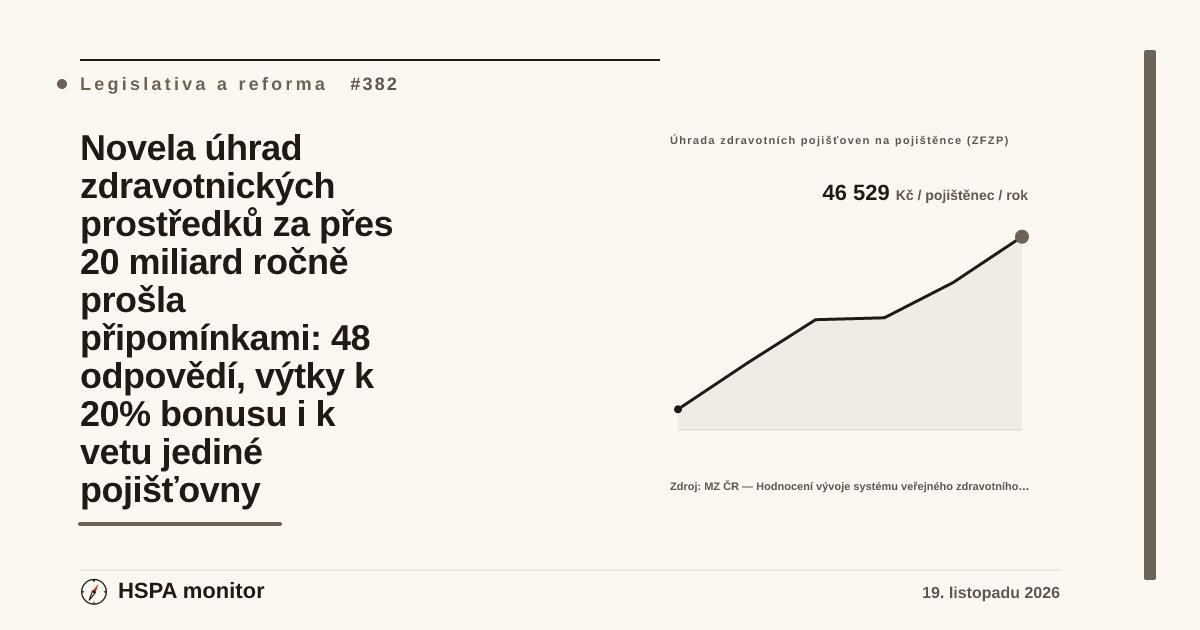 Legislativa a reforma #382
Novela úhrad
zdravotnických
prostředků za přes
20 miliard ročně
prošla
připomínkami: 48
odpovědí, výtky k
20% bonusu i k
vetu jediné
pojišťovny
Úhrada zdravotních pojišťoven na pojištěnce (ZFZP)
46 529 Kč / pojištěnec / rok
Zdroj: MZ ČR — Hodnocení vývoje systému veřejného zdravotního…
HSPA monitor
19. listopadu 2026